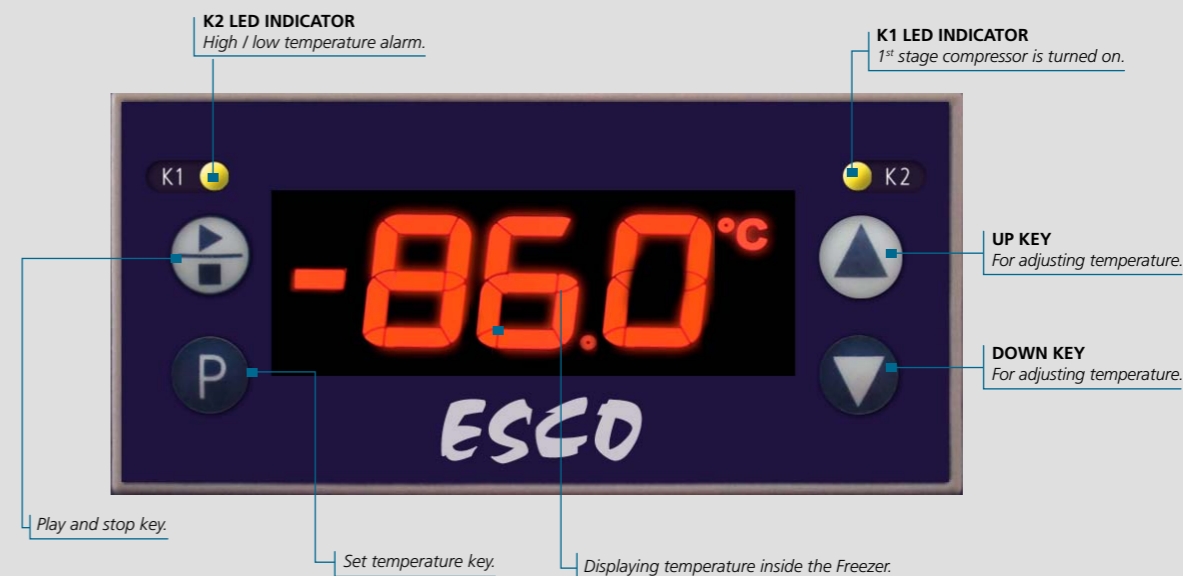 K2 LED INDICATOR
High / low temperature alarm.
K1 LED INDICATOR
1st stage compressor is turned on.
K1
K2
-86.0°C
UP KEY
For adjusting temperature.
P
DOWN KEY
For adjusting temperature.
ESCO
Play and stop key.
Set temperature key.
Displaying temperature inside the Freezer.